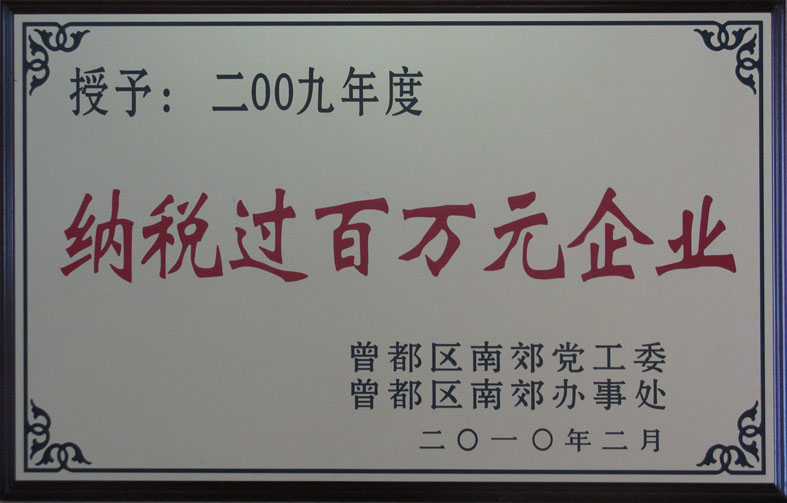 授予：二00九年度
纳税过百万元企业
曾都区南郊党工委
曾都区南郊办事处
二〇一〇年二月